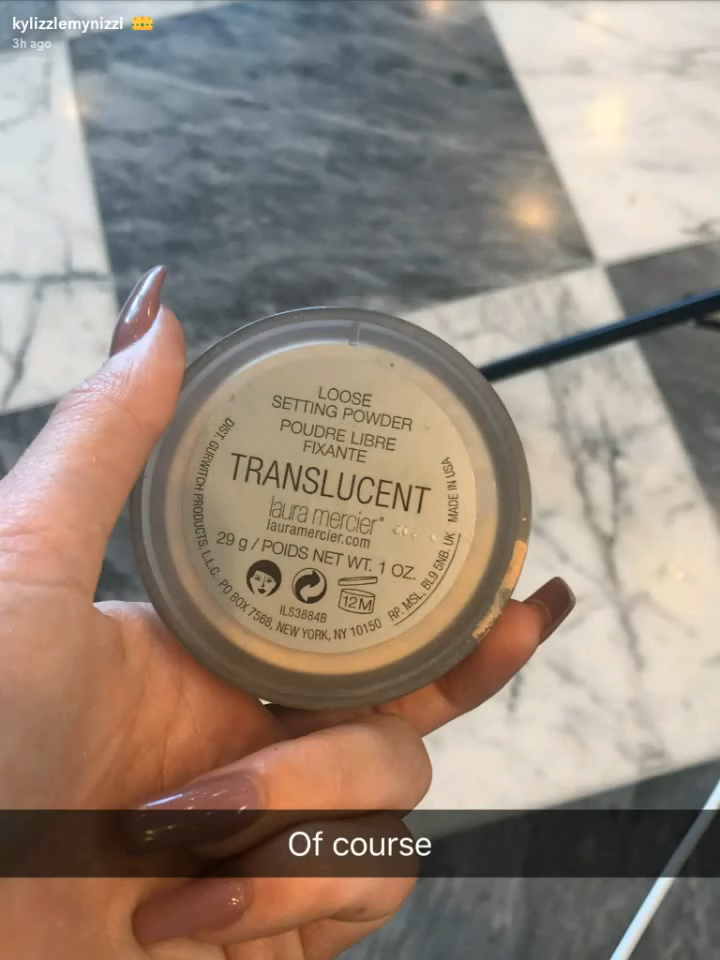 kylizzlemynizzl 👑
3h ago
LOOSE
SETTING POWDER
POUDRE LIBRE
FIXANTE
TRANSLUCENT
laura mercier®
lauramercier.com
29 g / POIDS NET WT. 1 OZ.
12M
ILS3884B
DIST. GURWITCH PRODUCTS, L.L.C. PO BOX 7568, NEW YORK, NY 10150
RP. MSL, BL9 5NB. UK MADE IN USA
Of course